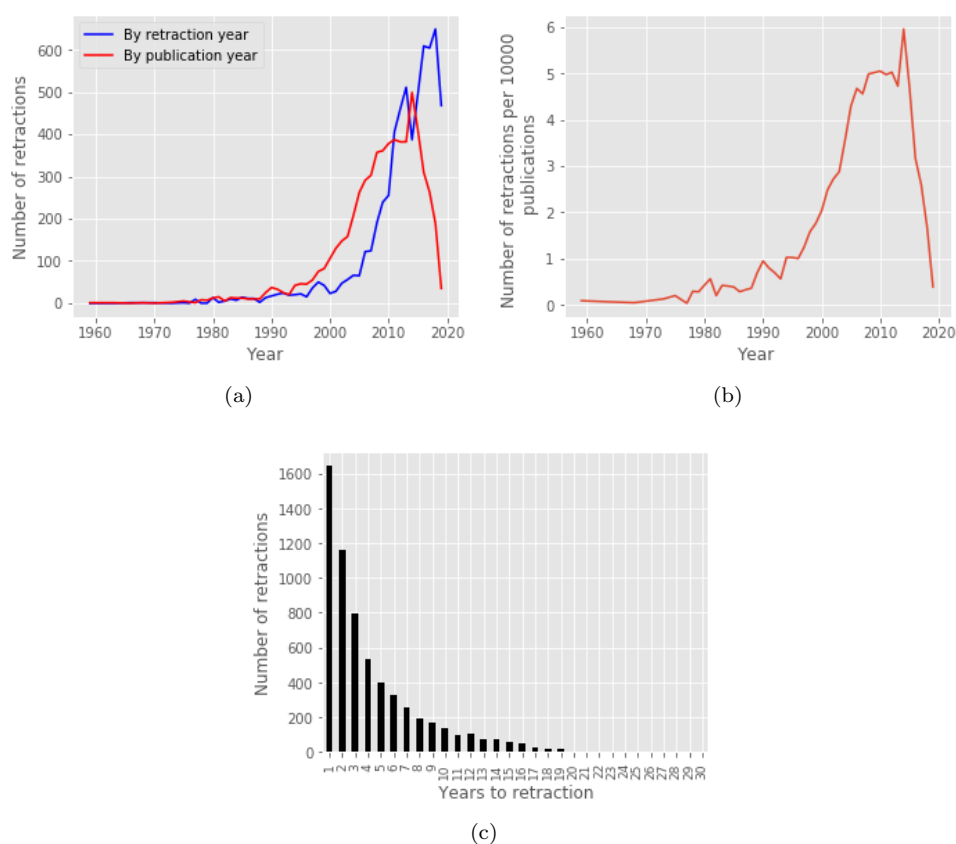 By retraction year
By publication year
Number of retractions
600
500
400
300
200
100
0
1960 1970 1980 1990 2000 2010 2020
Year
(a)
Number of retractions per 10000
publications
6
5
4
3
2
1
0
1960 1970 1980 1990 2000 2010 2020
Year
(b)
Number of retractions
1600
1400
1200
1000
800
600
400
200
0
1 2 3 4 5 6 7 8 9 10 11 12 13 14 15 16 17 18 19 20 21 22 23 24 25 26 27 28 29 30
Years to retraction
(c)